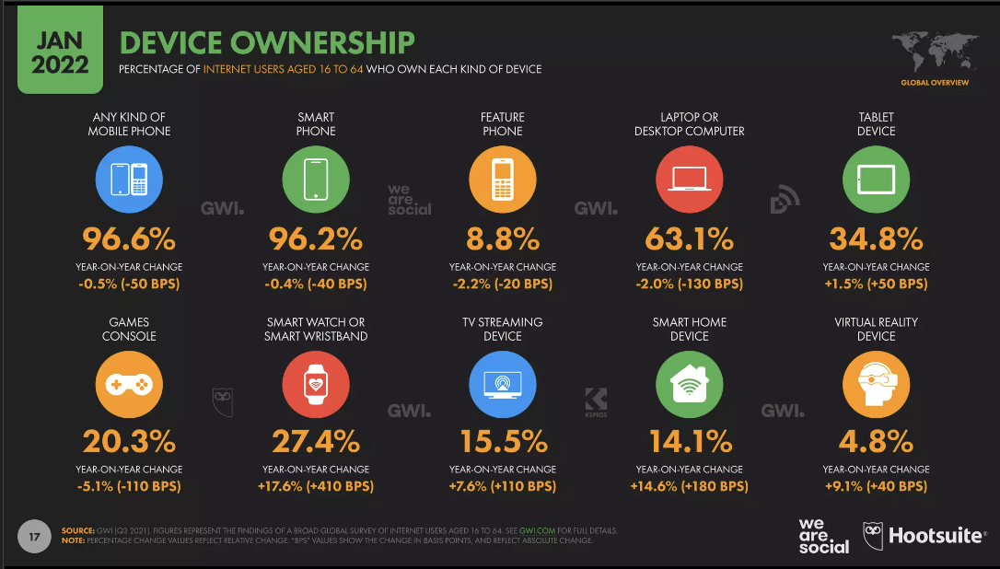 JAN
2022
DEVICE OWNERSHIP
PERCENTAGE OF INTERNET USERS AGED 16 TO 64 WHO OWN EACH KIND OF DEVICE
GLOBAL OVERVIEW
ANY KIND OF
MOBILE PHONE
96.6%
YEAR-ON-YEAR CHANGE
-0.5% (-50 BPS)
SMART
PHONE
96.2%
YEAR-ON-YEAR CHANGE
-0.4% (-40 BPS)
FEATURE
PHONE
8.8%
YEAR-ON-YEAR CHANGE
-2.2% (-20 BPS)
LAPTOP OR
DESKTOP COMPUTER
63.1%
YEAR-ON-YEAR CHANGE
-2.0% (-130 BPS)
TABLET
DEVICE
34.8%
YEAR-ON-YEAR CHANGE
+1.5% (+50 BPS)
GWI.
we
are
social
GWI.
GAMES
CONSOLE
20.3%
YEAR-ON-YEAR CHANGE
-5.1% (-110 BPS)
SMART WATCH OR
SMART WRISTBAND
27.4%
YEAR-ON-YEAR CHANGE
+17.6% (+410 BPS)
TV STREAMING
DEVICE
15.5%
YEAR-ON-YEAR CHANGE
+7.6% (+110 BPS)
SMART HOME
DEVICE
14.1%
YEAR-ON-YEAR CHANGE
+14.6% (+180 BPS)
VIRTUAL REALITY
DEVICE
4.8%
YEAR-ON-YEAR CHANGE
+9.1% (+40 BPS)
GWI.
KEPIOS
GWI.
17
SOURCE: GWI (Q3 2021). FIGURES REPRESENT THE FINDINGS OF A BROAD GLOBAL SURVEY OF INTERNET USERS AGED 16 TO 64. SEE GWI.COM FOR FULL DETAILS.
NOTE: PERCENTAGE CHANGE VALUES REFLECT RELATIVE CHANGE. "BPS" VALUES SHOW THE CHANGE IN BASIS POINTS, AND REFLECT ABSOLUTE CHANGE.
we
are
social
Hootsuite®